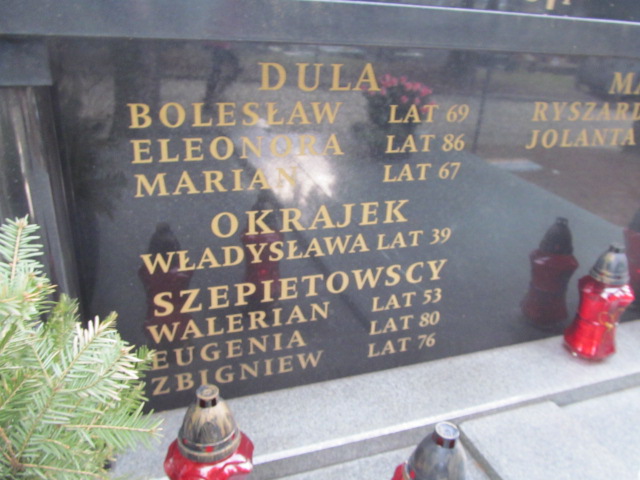 DULA
BOLESŁAW LAT 69
ELEONORA LAT 86
MARIAN LAT 67
OKRAJEK
WŁADYSŁAWA LAT 39
SZEPIETOWSCY
WALERIAN LAT 53
EUGENIA LAT 80
ZBIGNIEW LAT 76
RYSZARD
JOLANTA